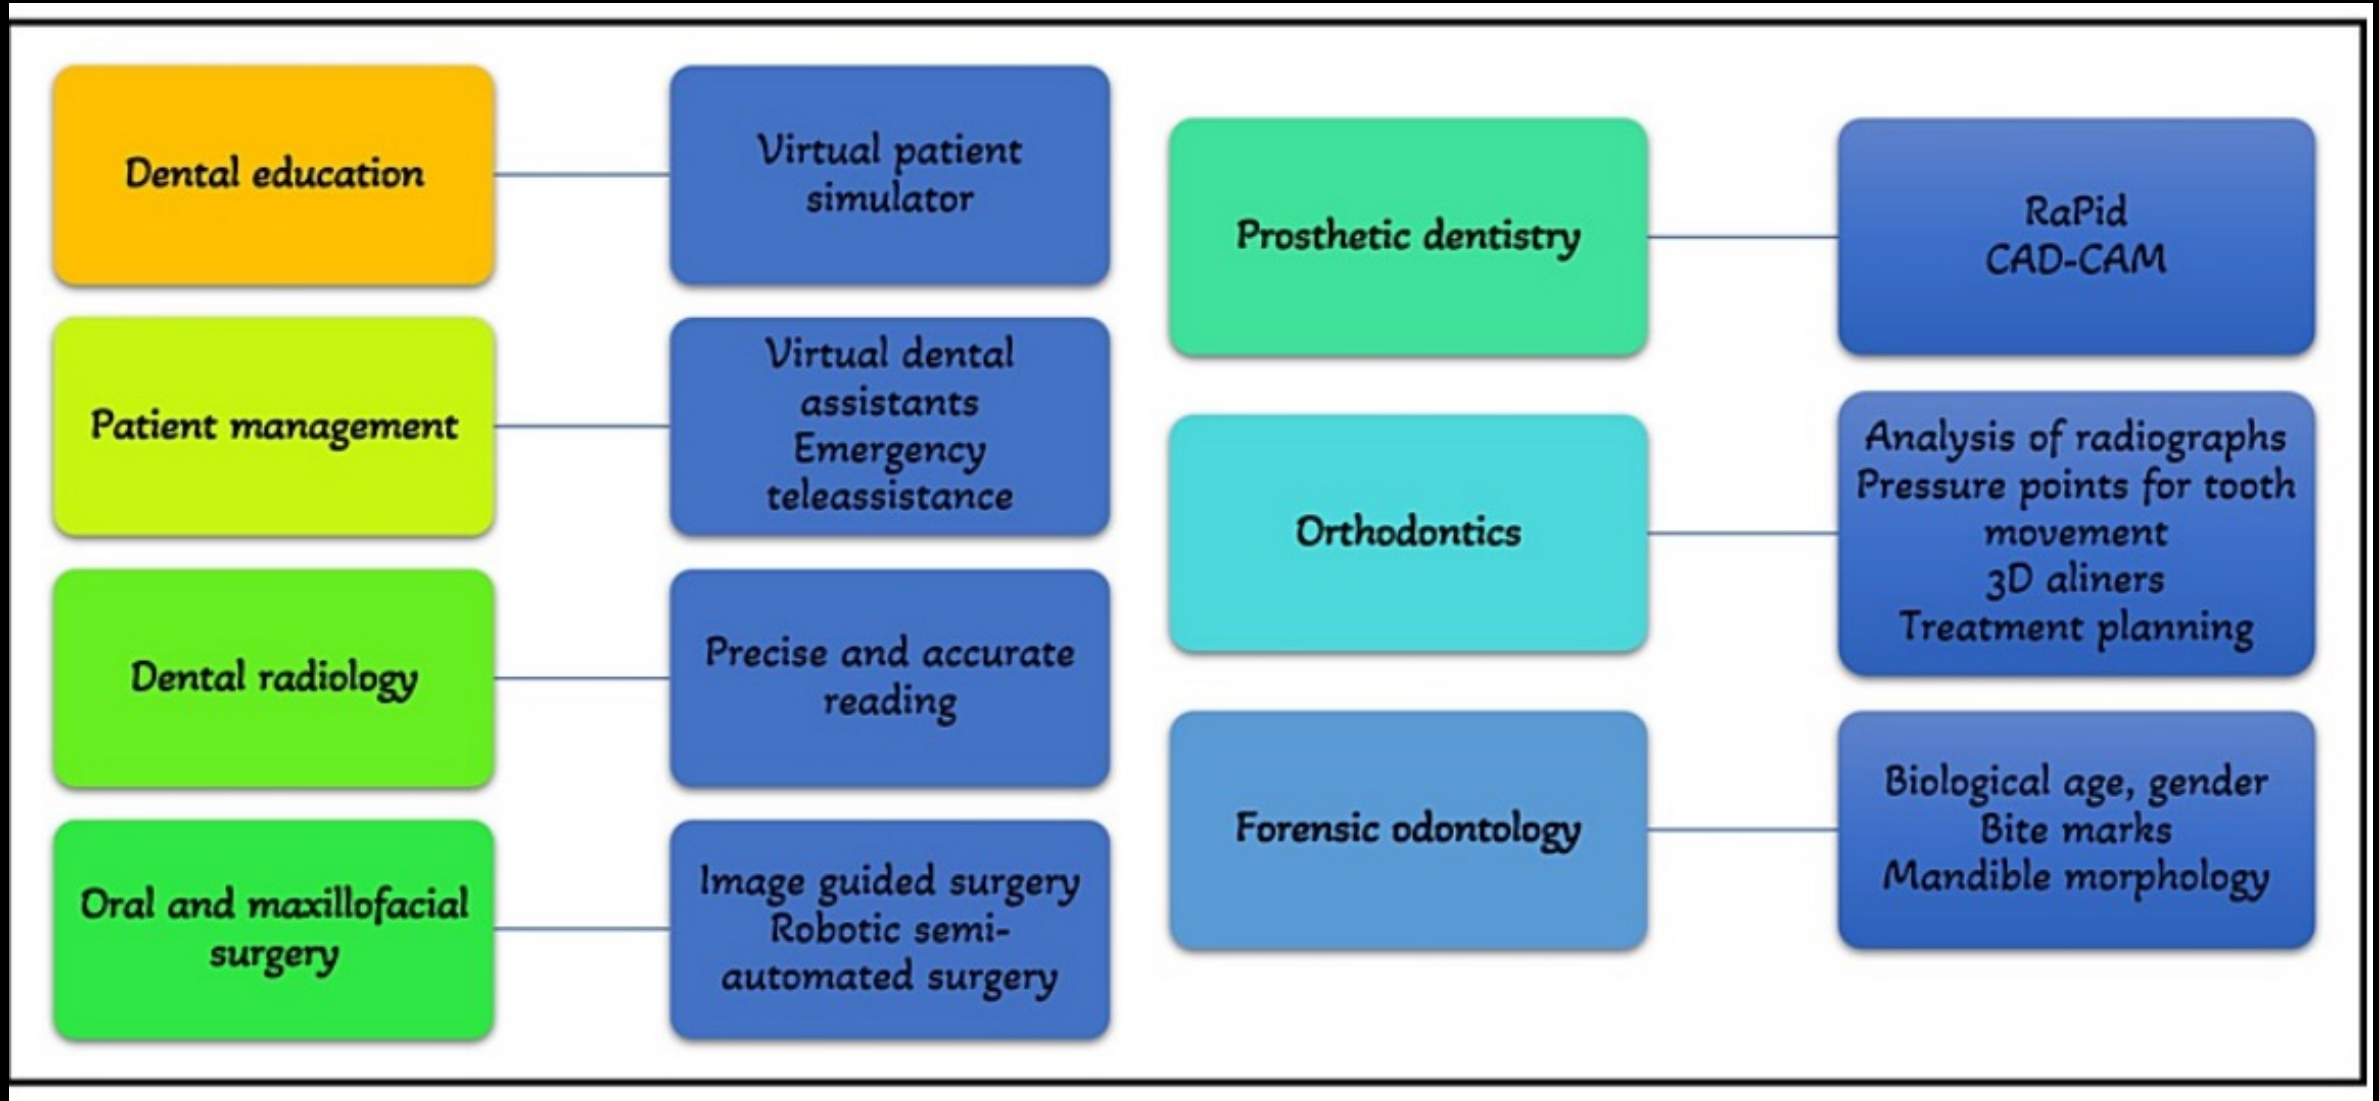 Dental education
Virtual patient
simulator
Patient management
Virtual dental
assistants
Emergency
teleassistance
Dental radiology
Precise and accurate
reading
Oral and maxillofacial
surgery
Image guided surgery
Robotic semi-
automated surgery
Prosthetic dentistry
RaPid
CAD-CAM
Orthodontics
Analysis of radiographs
Pressure points for tooth
movement
3D aliners
Treatment planning
Forensic odontology
Biological age, gender
Bite marks
Mandible morphology